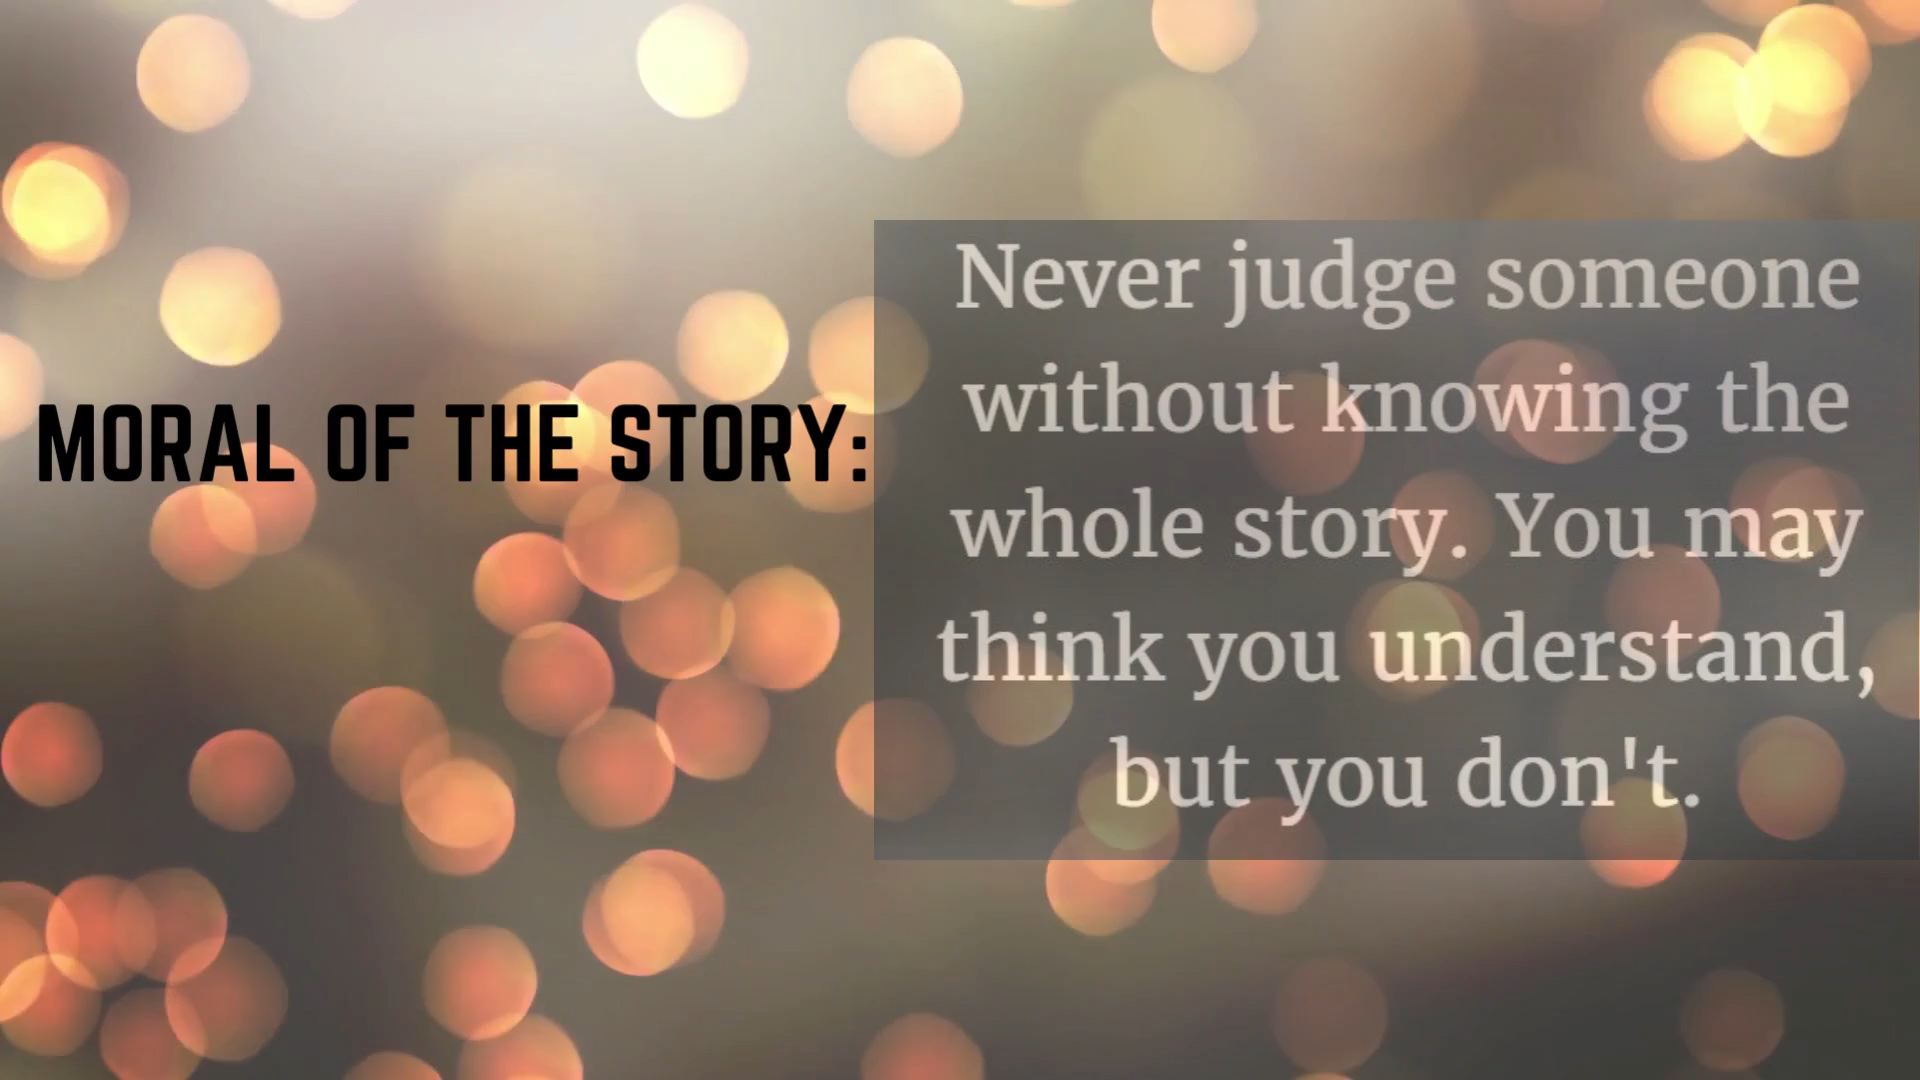 MORAL OF THE STORY:
Never judge someone
without knowing the
whole story. You may
think you understand,
but you don't.